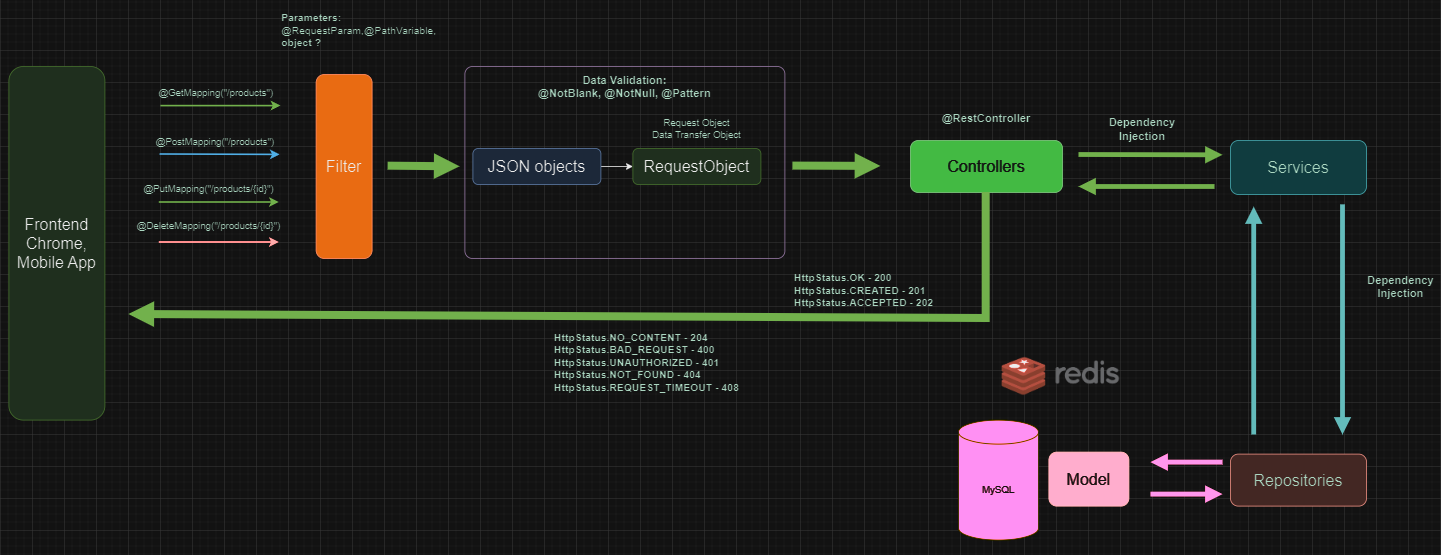 Parameters:
@RequestParam,@PathVariable,
object ?
Frontend
Chrome,
Mobile App
@GetMapping("/products")
@PostMapping("/products")
@PutMapping("/products/{id}")
@DeleteMapping("/products/{id}")
Filter
Data Validation:
@NotBlank, @NotNull, @Pattern
Request Object
Data Transfer Object
JSON objects
RequestObject
@RestController
Controllers
Dependency
Injection
Services
HttpStatus.OK - 200
HttpStatus.CREATED - 201
HttpStatus.ACCEPTED - 202
HttpStatus.NO_CONTENT - 204
HttpStatus.BAD_REQUEST - 400
HttpStatus.UNAUTHORIZED - 401
HttpStatus.NOT_FOUND - 404
HttpStatus.REQUEST_TIMEOUT - 408
Dependency
Injection
redis
MySQL
Model
Repositories